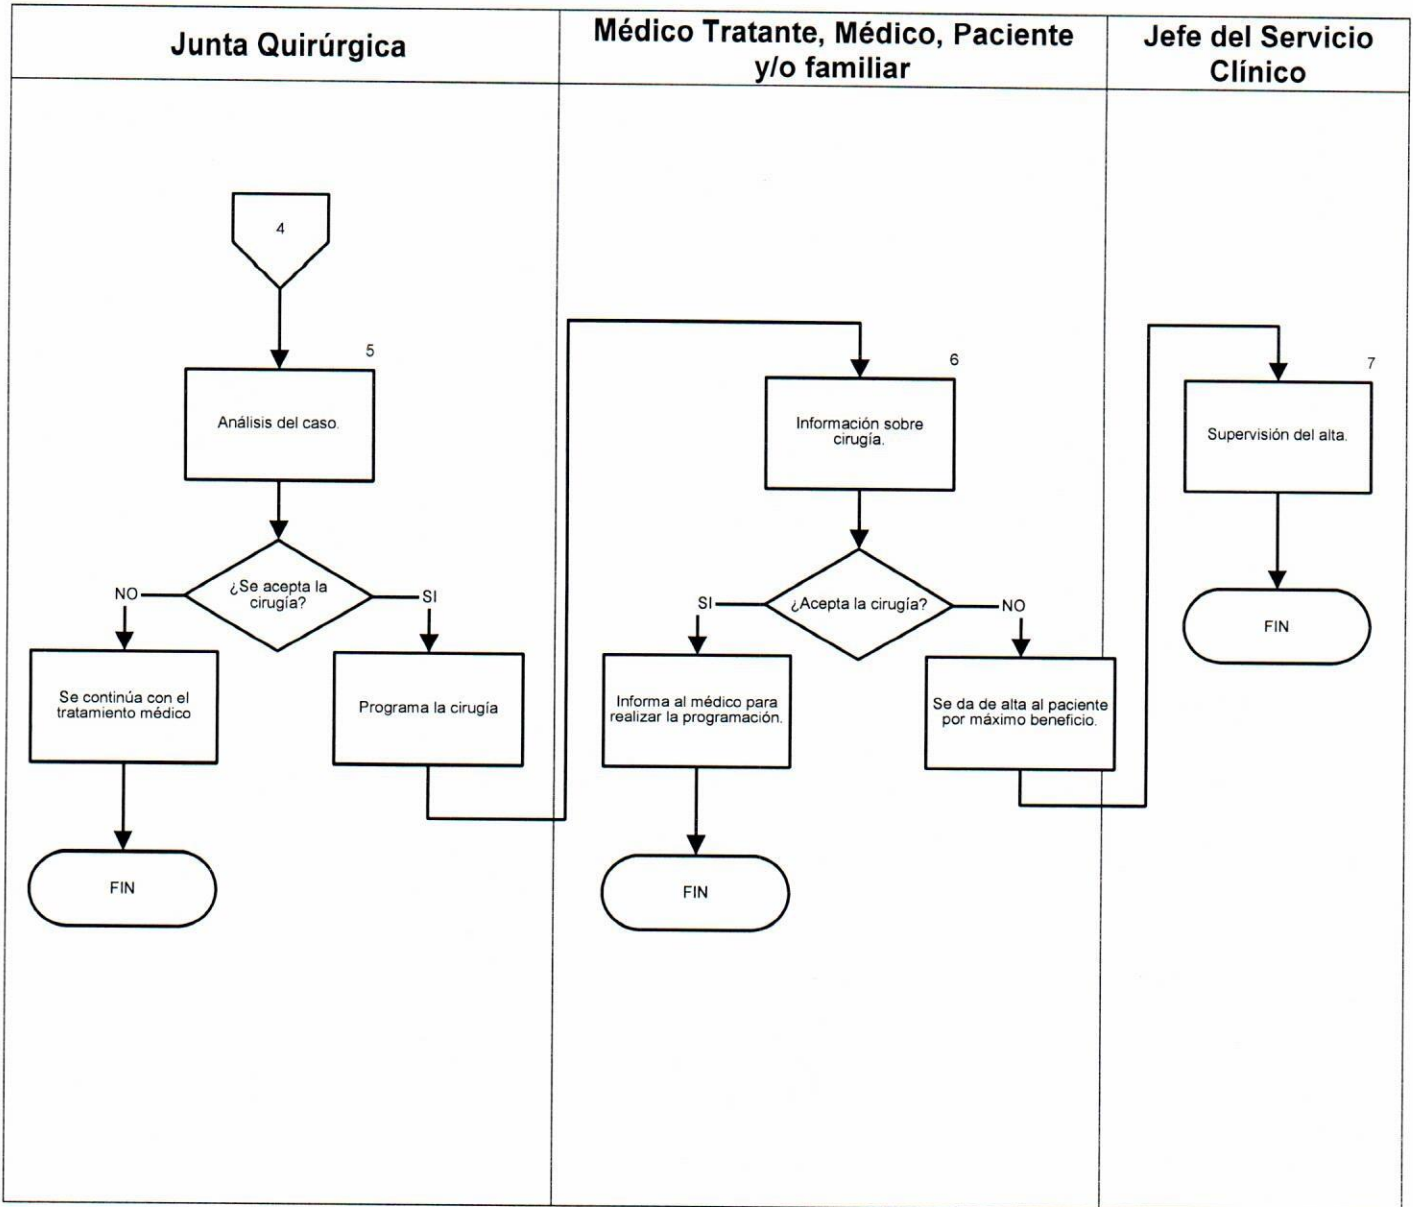 Junta Quirúrgica
Médico Tratante, Médico, Paciente
y/o familiar
Jefe del Servicio
Clínico
4
5
Análisis del caso.
¿Se acepta la
cirugía?
NO
SI
Se continúa con el
tratamiento médico
Programa la cirugía
FIN
6
Información sobre
cirugía.
¿Acepta la cirugía?
SI
NO
Informa al médico para
realizar la programación.
Se da de alta al paciente
por máximo beneficio.
FIN
7
Supervisión del alta.
FIN